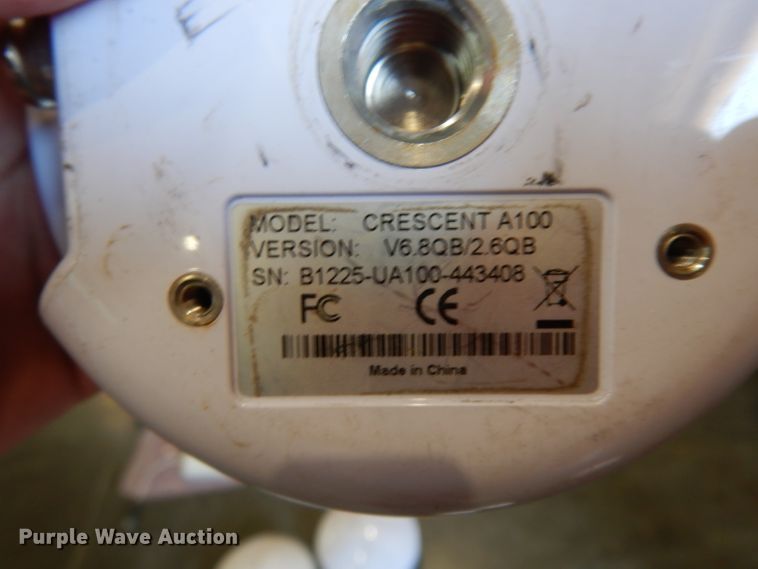 MODEL: CRESCENT A100
VERSION: V6.8QB/2.6QB
SN: B1225-UA100-443408
FC CE
Made in China
Purple Wave Auction